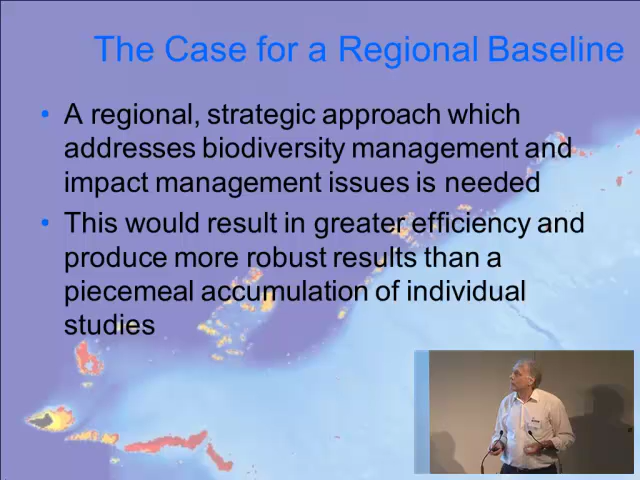 The Case for a Regional Baseline
• A regional, strategic approach which
addresses biodiversity management and
impact management issues is needed
• This would result in greater efficiency and
produce more robust results than a
piecemeal accumulation of individual
studies